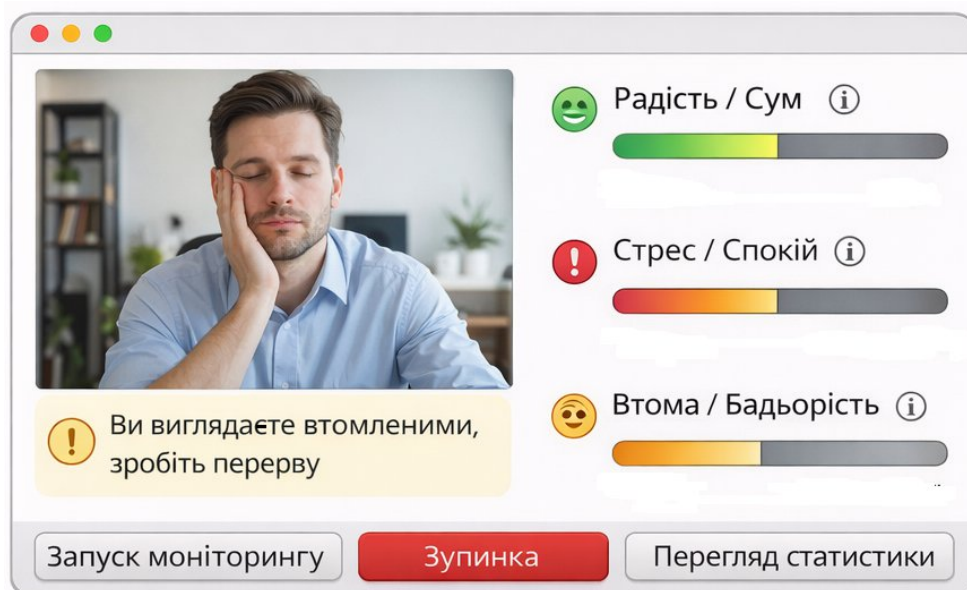 Радість / Сум
Стрес / Спокій
Втома / Бадьорість
Ви виглядаєте втомленими,
зробіть перерву
Запуск моніторингу
Зупинка
Перегляд статистики